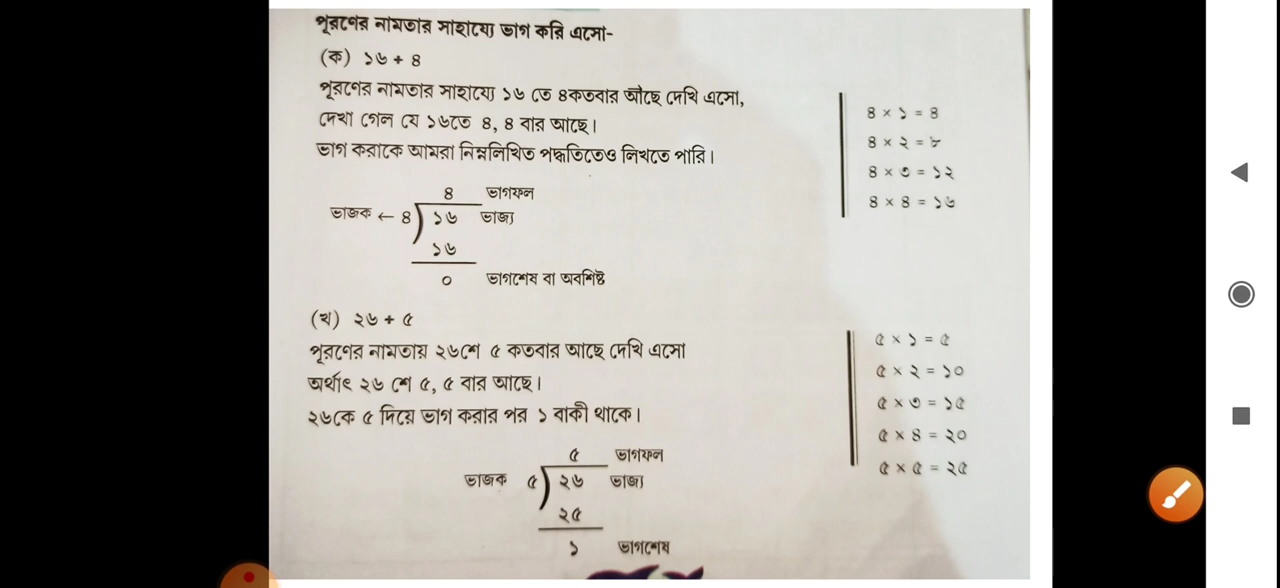 পূরণের নামতার সাহায্যে ভাগ করি এসো-
(ক) ১৬ ÷ ৪
পূরণের নামতার সাহায্যে ১৬ তে ৪কতবার আঁছে দেখি এসো,
দেখা গেল যে ১৬তে ৪, ৪ বার আছে।
ভাগ করাকে আমরা নিম্নলিখিত পদ্ধতিতেও লিখতে পারি।
৪ × ১ = ৪
৪ × ২ = ৮
৪ × ৩ = ১২
৪ × ৪ = ১৬
৪ ভাগফল
ভাজক ← ৪ ) ১৬ ভাজ্য
১৬
০ ভাগশেষ বা অবশিষ্ট
(খ) ২৬ ÷ ৫
পূরণের নামতায় ২৬শে ৫ কতবার আছে দেখি এসো
অর্থাৎ ২৬ শে ৫, ৫ বার আছে।
২৬কে ৫ দিয়ে ভাগ করার পর ১ বাকী থাকে।
৫ × ১ = ৫
৫ × ২ = ১০
৫ × ৩ = ১৫
৫ × ৪ = ২০
৫ × ৫ = ২৫
৫ ভাগফল
ভাজক ৫ ) ২৬ ভাজ্য
২৫
১ ভাগশেষ